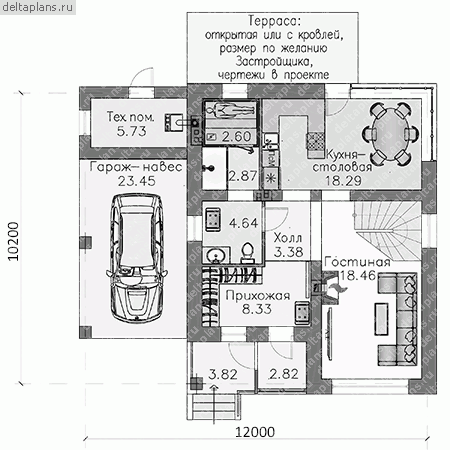 deltaplans.ru
Терраса:
открытая или с кровлей,
размер по желанию
Застройщика,
чертежи в проекте
Тех.пом.
5.73
2.60
Кухня-
столовая
18.29
Гараж-навес
23.45
2.87
4.64
Холл
3.38
Гостиная
18.46
Прихожая
8.33
3.82
2.82
10200
12000